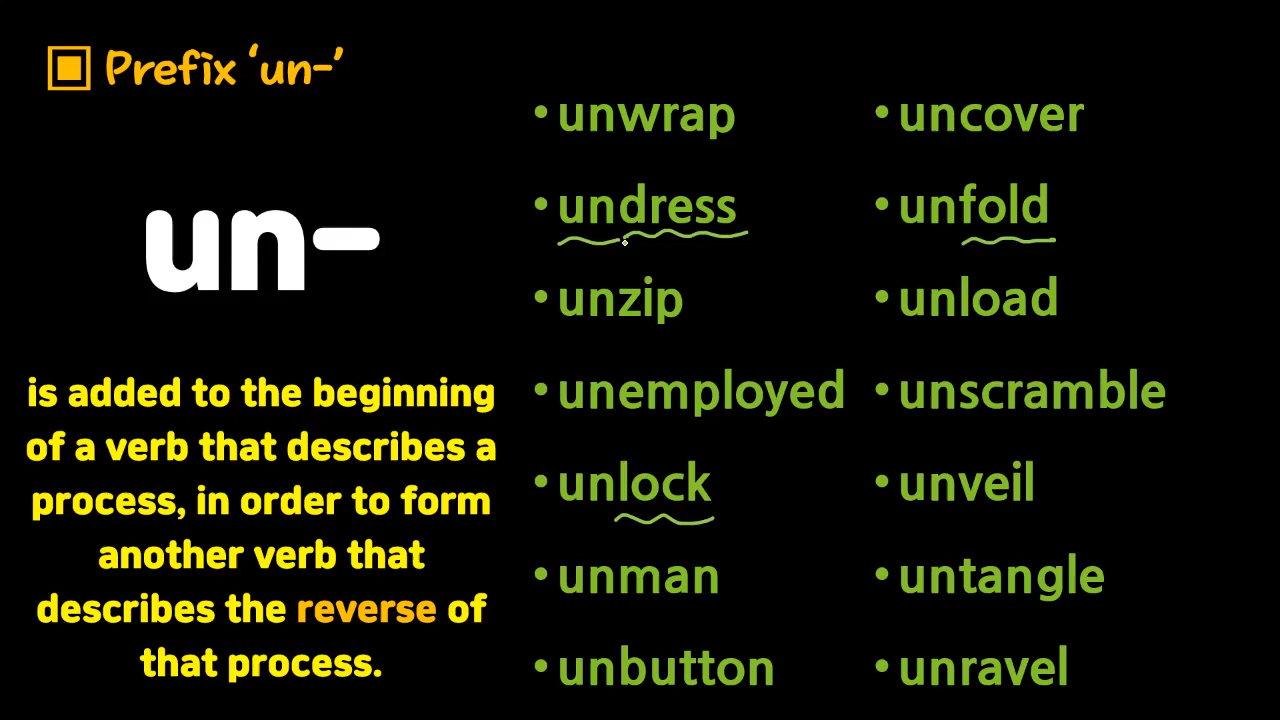 ▣ Prefix ‘un-’
un-
is added to the beginning
of a verb that describes a
process, in order to form
another verb that
describes the reverse of
that process.
• unwrap
• undress
• unzip
• unemployed
• unlock
• unman
• unbutton
• uncover
• unfold
• unload
• unscramble
• unveil
• untangle
• unravel